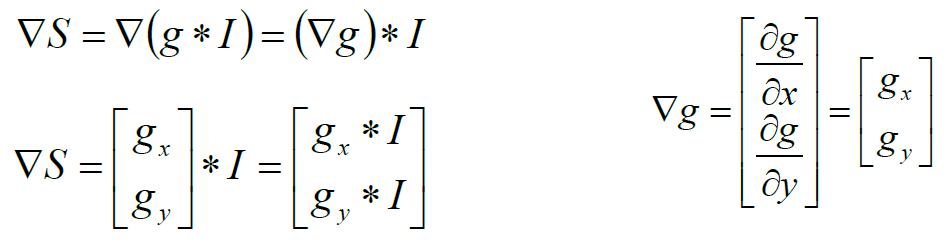 ∇S = ∇(g * I) = (∇g) * I
∇S = [g_x; g_y] * I = [g_x * I; g_y * I]
∇g = [∂g/∂x; ∂g/∂y] = [g_x; g_y]